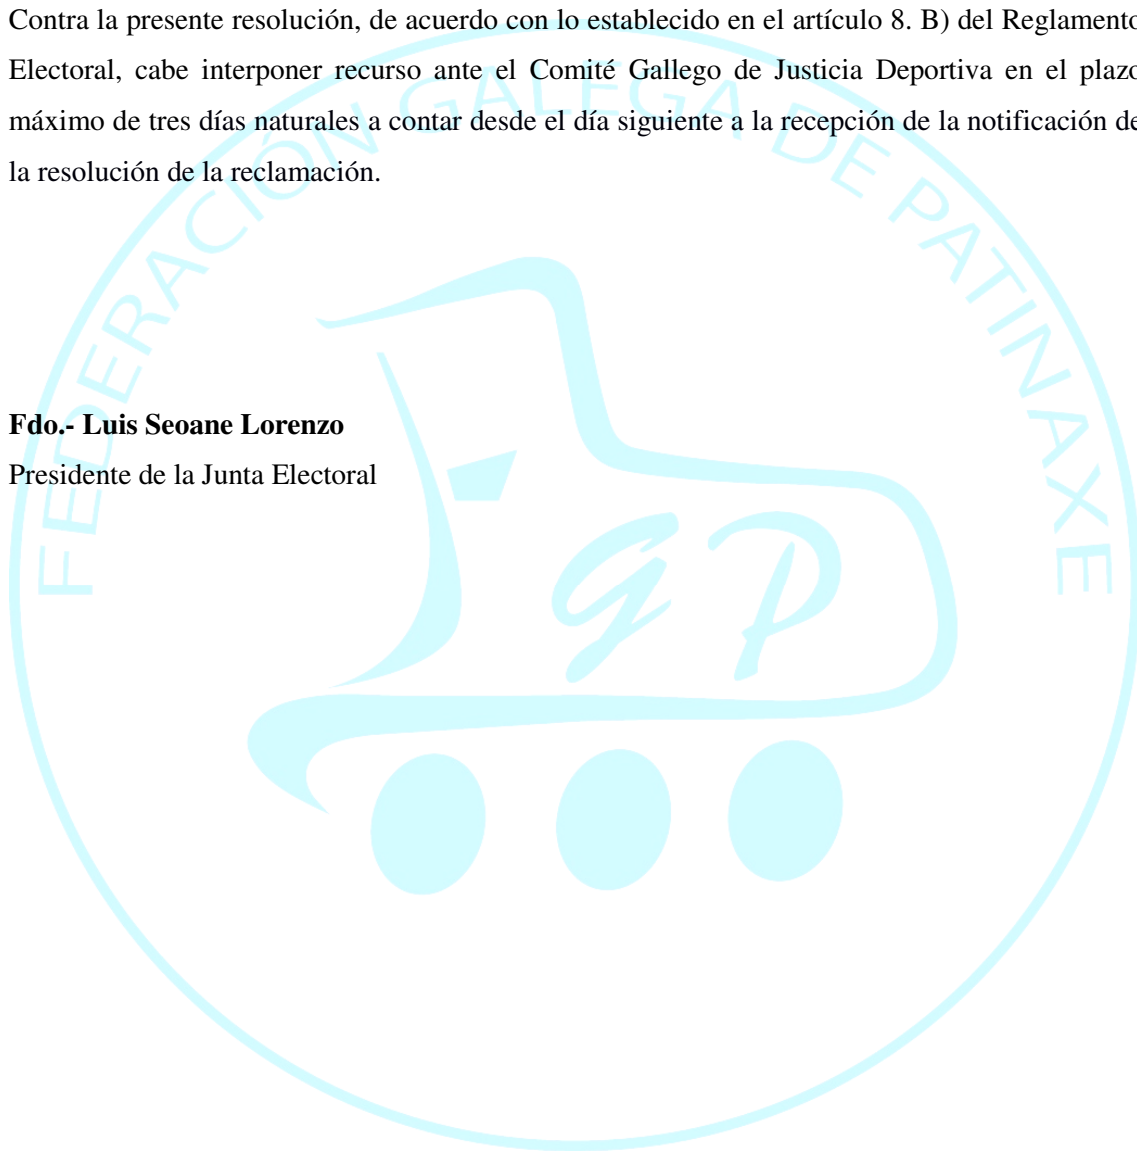 Contra la presente resolución, de acuerdo con lo establecido en el artículo 8. B) del Reglamento
Electoral, cabe interponer recurso ante el Comité Gallego de Justicia Deportiva en el plazo
máximo de tres días naturales a contar desde el día siguiente a la recepción de la notificación de
la resolución de la reclamación.
FEDERACIÓN GALEGA DE PATINAXE
Fdo.- Luis Seoane Lorenzo
Presidente de la Junta Electoral
GP